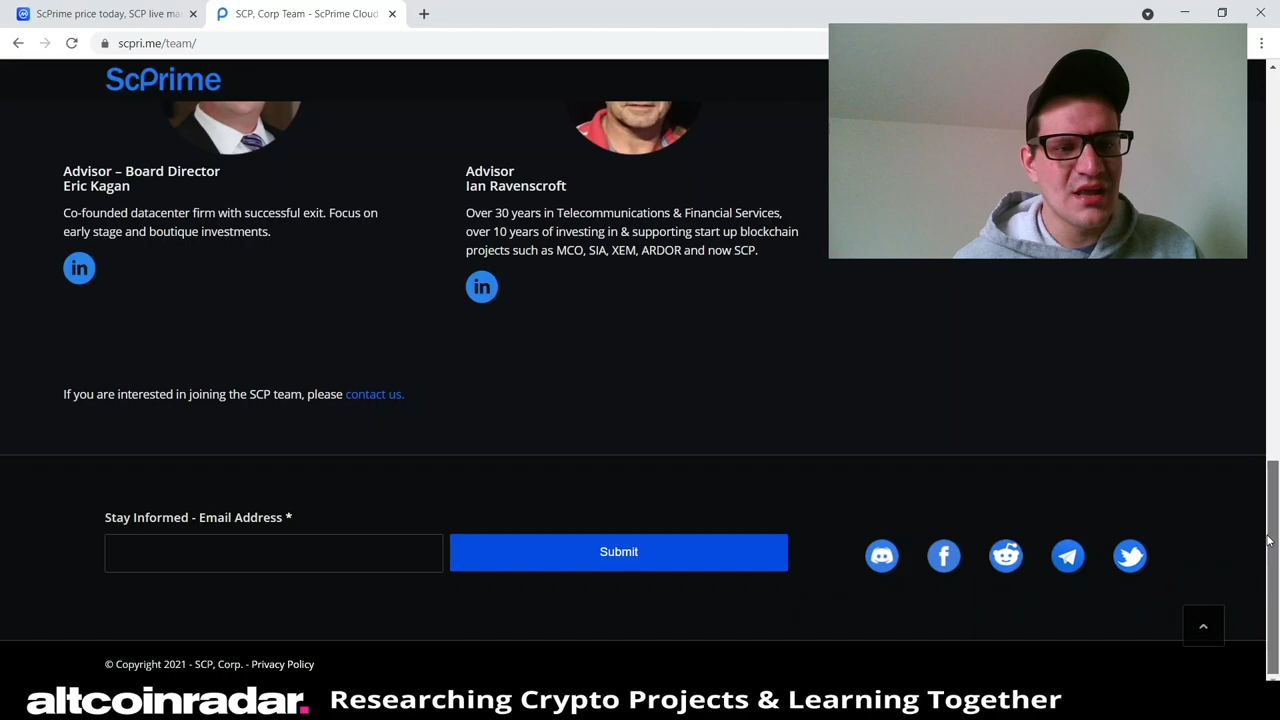 ScPrime price today, SCP live ma
SCP, Corp Team - ScPrime Cloud
scpri.me/team/
ScPrime
Advisor – Board Director
Eric Kagan
Co-founded datacenter firm with successful exit. Focus on
early stage and boutique investments.
in
Advisor
Ian Ravenscroft
Over 30 years in Telecommunications & Financial Services,
over 10 years of investing in & supporting start up blockchain
projects such as MCO, SIA, XEM, ARDOR and now SCP.
in
If you are interested in joining the SCP team, please contact us.
Stay Informed - Email Address *
Submit
© Copyright 2021 - SCP, Corp. - Privacy Policy
altcoinradar.
Researching Crypto Projects & Learning Together